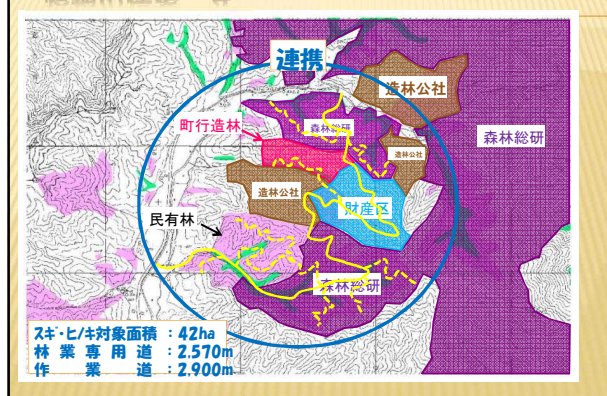 連携
造林公社
町行造林
森林総研
森林総研
造林公社
造林公社
財産区
民有林
森林総研
スギ・ヒノキ対象面積：42ha
林業専用道：2.570m
作業道：2.900m